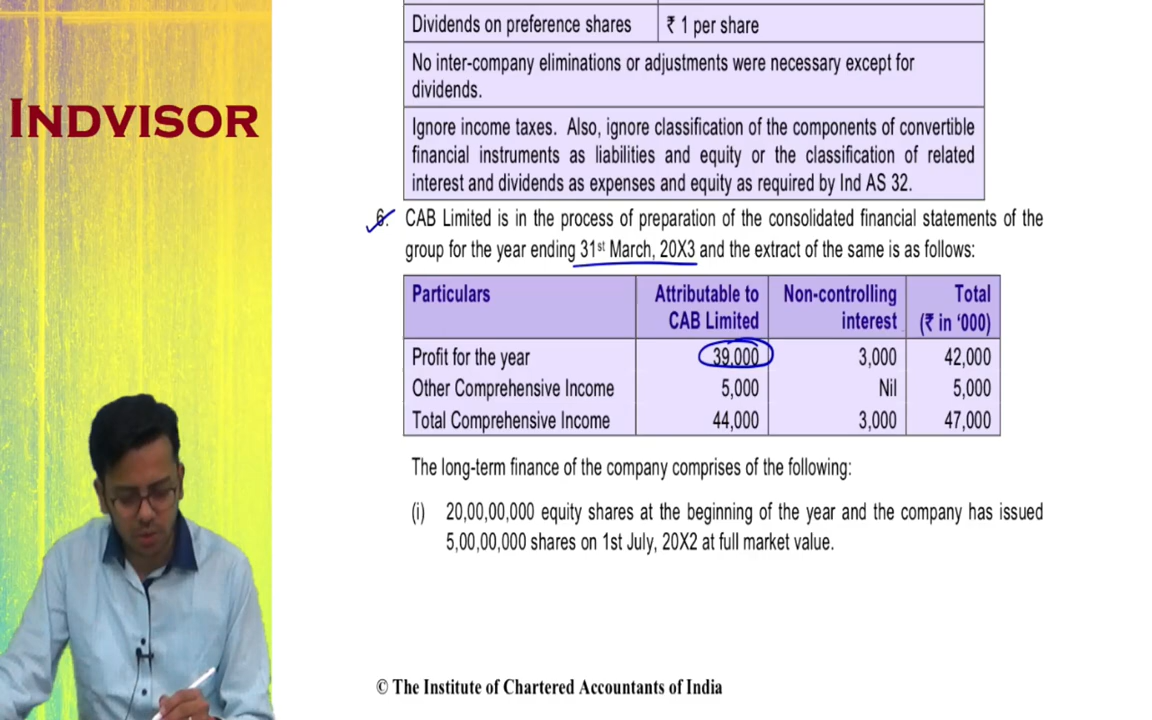 INDVISOR
Dividends on preference shares ₹ 1 per share
No inter-company eliminations or adjustments were necessary except for
dividends.
Ignore income taxes. Also, ignore classification of the components of convertible
financial instruments as liabilities and equity or the classification of related
interest and dividends as expenses and equity as required by Ind AS 32.
6. CAB Limited is in the process of preparation of the consolidated financial statements of the
group for the year ending 31st March, 20X3 and the extract of the same is as follows:
Particulars Attributable to CAB Limited Non-controlling interest Total (₹ in ‘000)
Profit for the year 39,000 3,000 42,000
Other Comprehensive Income 5,000 Nil 5,000
Total Comprehensive Income 44,000 3,000 47,000
The long-term finance of the company comprises of the following:
(i) 20,00,00,000 equity shares at the beginning of the year and the company has issued
5,00,00,000 shares on 1st July, 20X2 at full market value.
© The Institute of Chartered Accountants of India